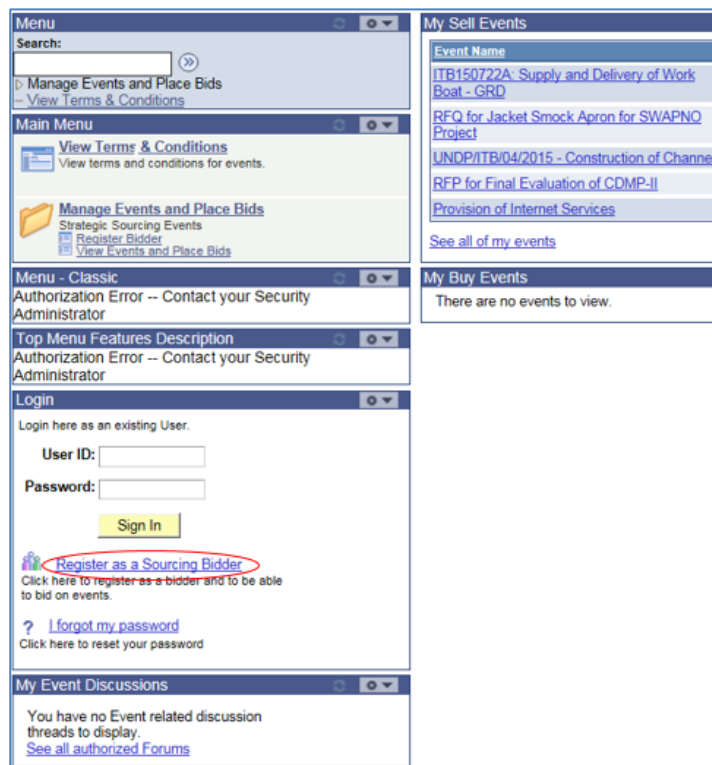 Menu
Search:
Manage Events and Place Bids
View Terms & Conditions
Main Menu
View Terms & Conditions
View terms and conditions for events.
Manage Events and Place Bids
Strategic Sourcing Events
Register Bidder
View Events and Place Bids
Menu - Classic
Authorization Error -- Contact your Security
Administrator
Top Menu Features Description
Authorization Error -- Contact your Security
Administrator
Login
Login here as an existing User.
User ID:
Password:
Sign In
Register as a Sourcing Bidder
Click here to register as a bidder and to be able
to bid on events.
? I forgot my password
Click here to reset your password
My Event Discussions
You have no Event related discussion
threads to display.
See all authorized Forums
My Sell Events
Event Name
ITB150722A: Supply and Delivery of Work
Boat - GRD
RFQ for Jacket Smock Apron for SWAPNO
Project
UNDP/ITB/04/2015 - Construction of Channe
RFP for Final Evaluation of CDMP-II
Provision of Internet Services
See all of my events
My Buy Events
There are no events to view.